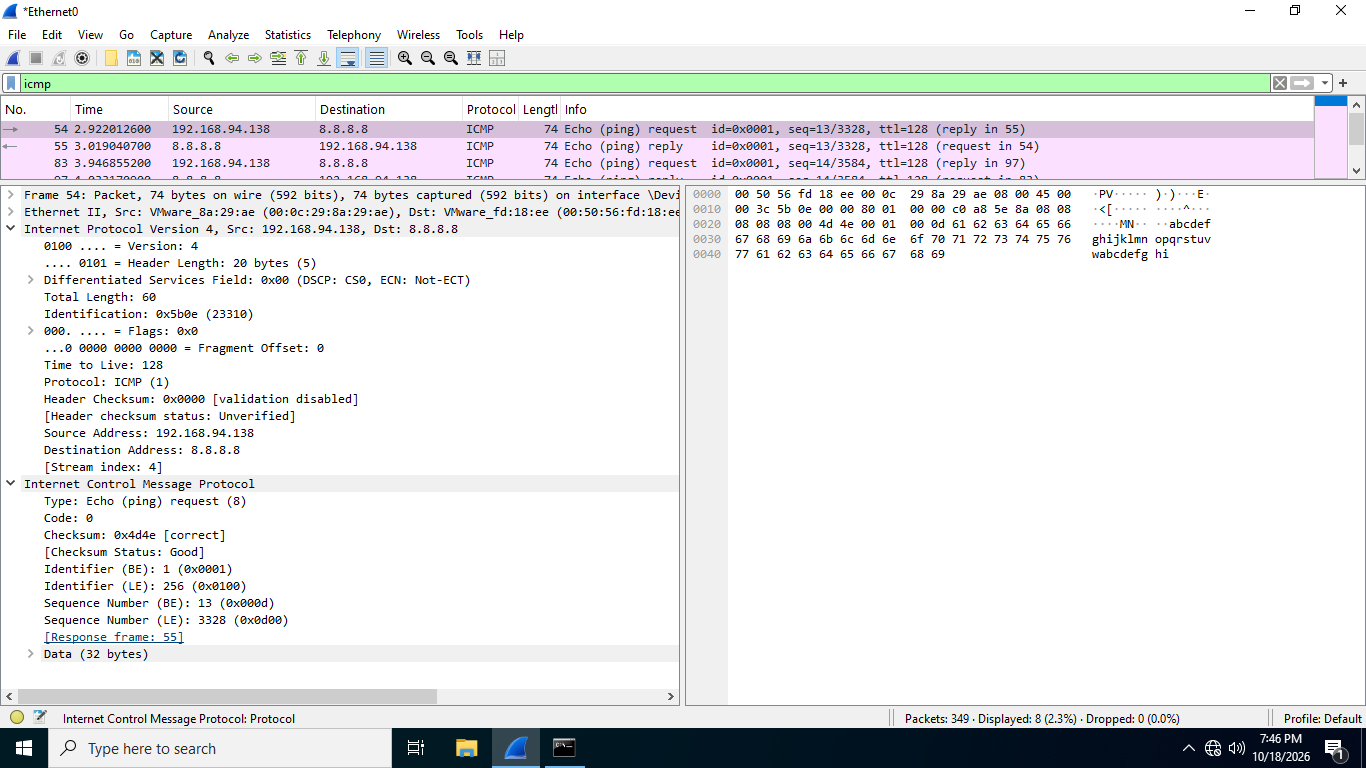 *Ethernet0
File Edit View Go Capture Analyze Statistics Telephony Wireless Tools Help
icmp
No. Time Source Destination Protocol Lengtl Info
54 2.922012600 192.168.94.138 8.8.8.8 ICMP 74 Echo (ping) request id=0x0001, seq=13/3328, ttl=128 (reply in 55)
55 3.019040700 8.8.8.8 192.168.94.138 ICMP 74 Echo (ping) reply id=0x0001, seq=13/3328, ttl=128 (request in 54)
83 3.946855200 192.168.94.138 8.8.8.8 ICMP 74 Echo (ping) request id=0x0001, seq=14/3584, ttl=128 (reply in 97)
Frame 54: Packet, 74 bytes on wire (592 bits), 74 bytes captured (592 bits) on interface \Devi
Ethernet II, Src: VMware_8a:29:ae (00:0c:29:8a:29:ae), Dst: VMware_fd:18:ee (00:50:56:fd:18:ee
Internet Protocol Version 4, Src: 192.168.94.138, Dst: 8.8.8.8
0100 .... = Version: 4
.... 0101 = Header Length: 20 bytes (5)
Differentiated Services Field: 0x00 (DSCP: CS0, ECN: Not-ECT)
Total Length: 60
Identification: 0x5b0e (23310)
000. .... = Flags: 0x0
...0 0000 0000 0000 = Fragment Offset: 0
Time to Live: 128
Protocol: ICMP (1)
Header Checksum: 0x0000 [validation disabled]
[Header checksum status: Unverified]
Source Address: 192.168.94.138
Destination Address: 8.8.8.8
[Stream index: 4]
Internet Control Message Protocol
Type: Echo (ping) request (8)
Code: 0
Checksum: 0x4d4e [correct]
[Checksum Status: Good]
Identifier (BE): 1 (0x0001)
Identifier (LE): 256 (0x0100)
Sequence Number (BE): 13 (0x000d)
Sequence Number (LE): 3328 (0x0d00)
[Response frame: 55]
Data (32 bytes)
0000 00 50 56 fd 18 ee 00 0c 29 8a 29 ae 08 00 45 00 ·PV····· )·)···E·
0010 00 3c 5b 0e 00 00 80 01 00 00 c0 a8 5e 8a 08 08 ·<[····· ····^···
0020 08 08 08 00 4d 4e 00 01 00 0d 61 62 63 64 65 66 ····MN·· ··abcdef
0030 67 68 69 6a 6b 6c 6d 6e 6f 70 71 72 73 74 75 76 ghijklmn opqrstuv
0040 77 61 62 63 64 65 66 67 68 69 wabcdefg hi
Internet Control Message Protocol: Protocol
Packets: 349 · Displayed: 8 (2.3%) · Dropped: 0 (0.0%)
Profile: Default
Type here to search
7:46 PM
10/18/2026
1